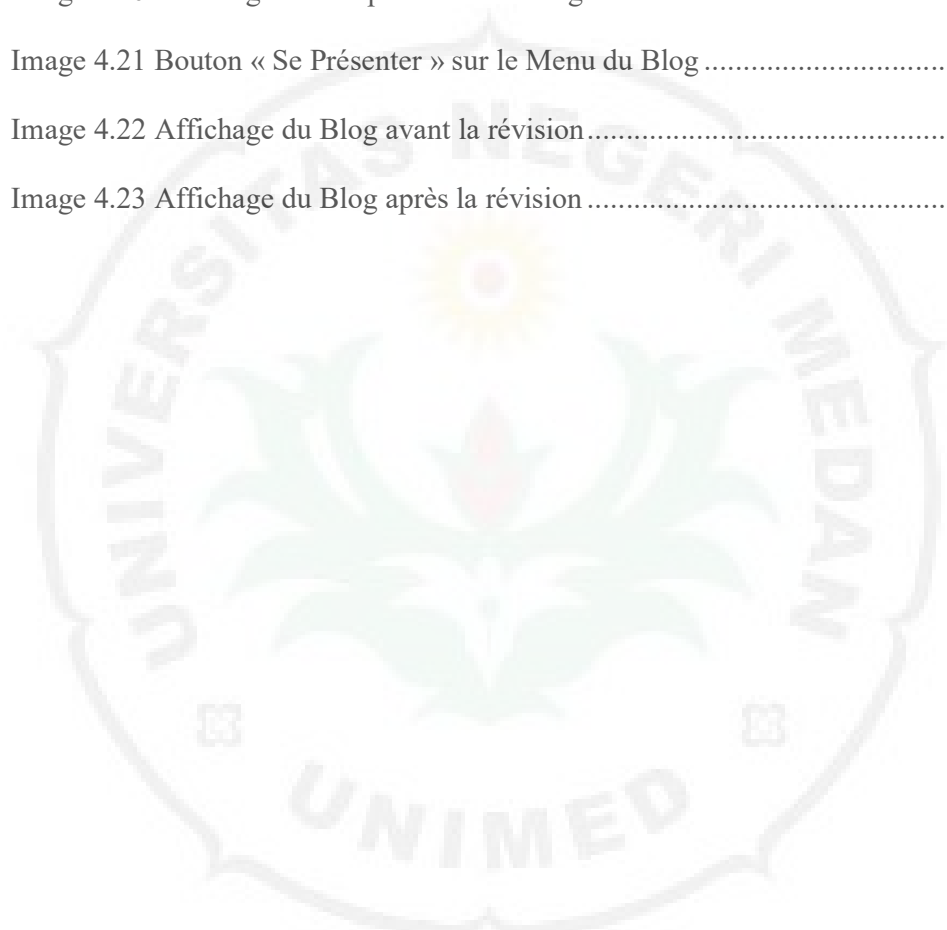 Image 4.21 Bouton « Se Présenter » sur le Menu du Blog ..............................
Image 4.22 Affichage du Blog avant la révision ..............................................
Image 4.23 Affichage du Blog après la révision ..............................................
UNIVERSITAS NEGERI MEDAN
UNIMED